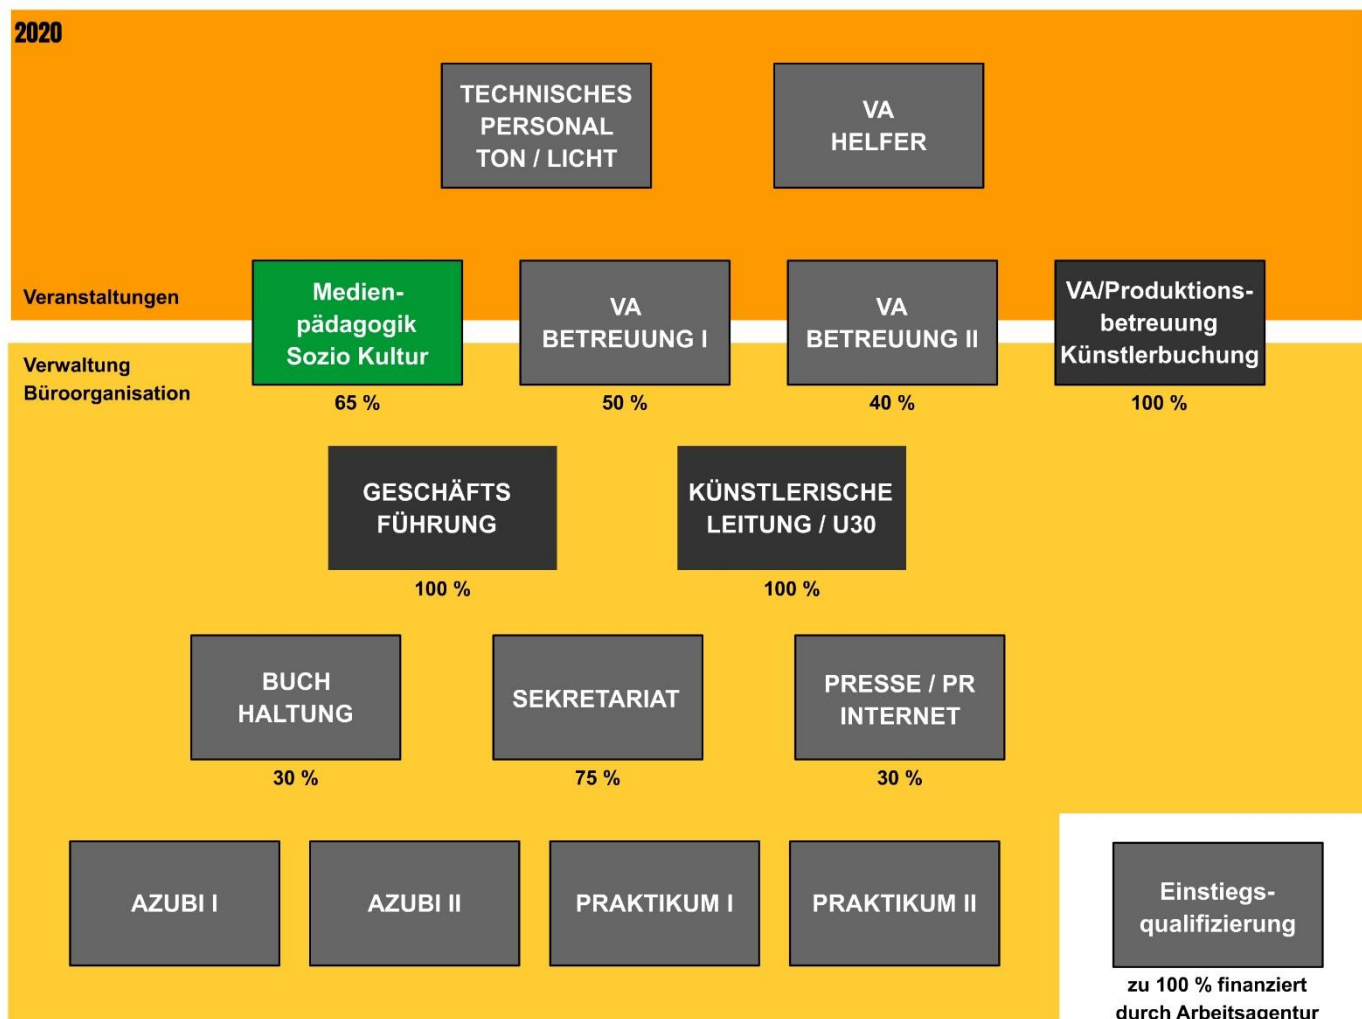 2020
TECHNISCHES
PERSONAL
TON / LICHT
VA
HELFER
Veranstaltungen
Medien-
pädagogik
Sozio Kultur
65 %
VA
BETREUUNG I
50 %
VA
BETREUUNG II
40 %
VA/Produktions-
betreuung
Künstlerbuchung
100 %
Verwaltung
Büroorganisation
GESCHÄFTS
FÜHRUNG
100 %
KÜNSTLERISCHE
LEITUNG / U30
100 %
BUCH
HALTUNG
30 %
SEKRETARIAT
75 %
PRESSE / PR
INTERNET
30 %
AZUBI I
AZUBI II
PRAKTIKUM I
PRAKTIKUM II
Einstiegs-
qualifizierung
zu 100 % finanziert
durch Arbeitsagentur